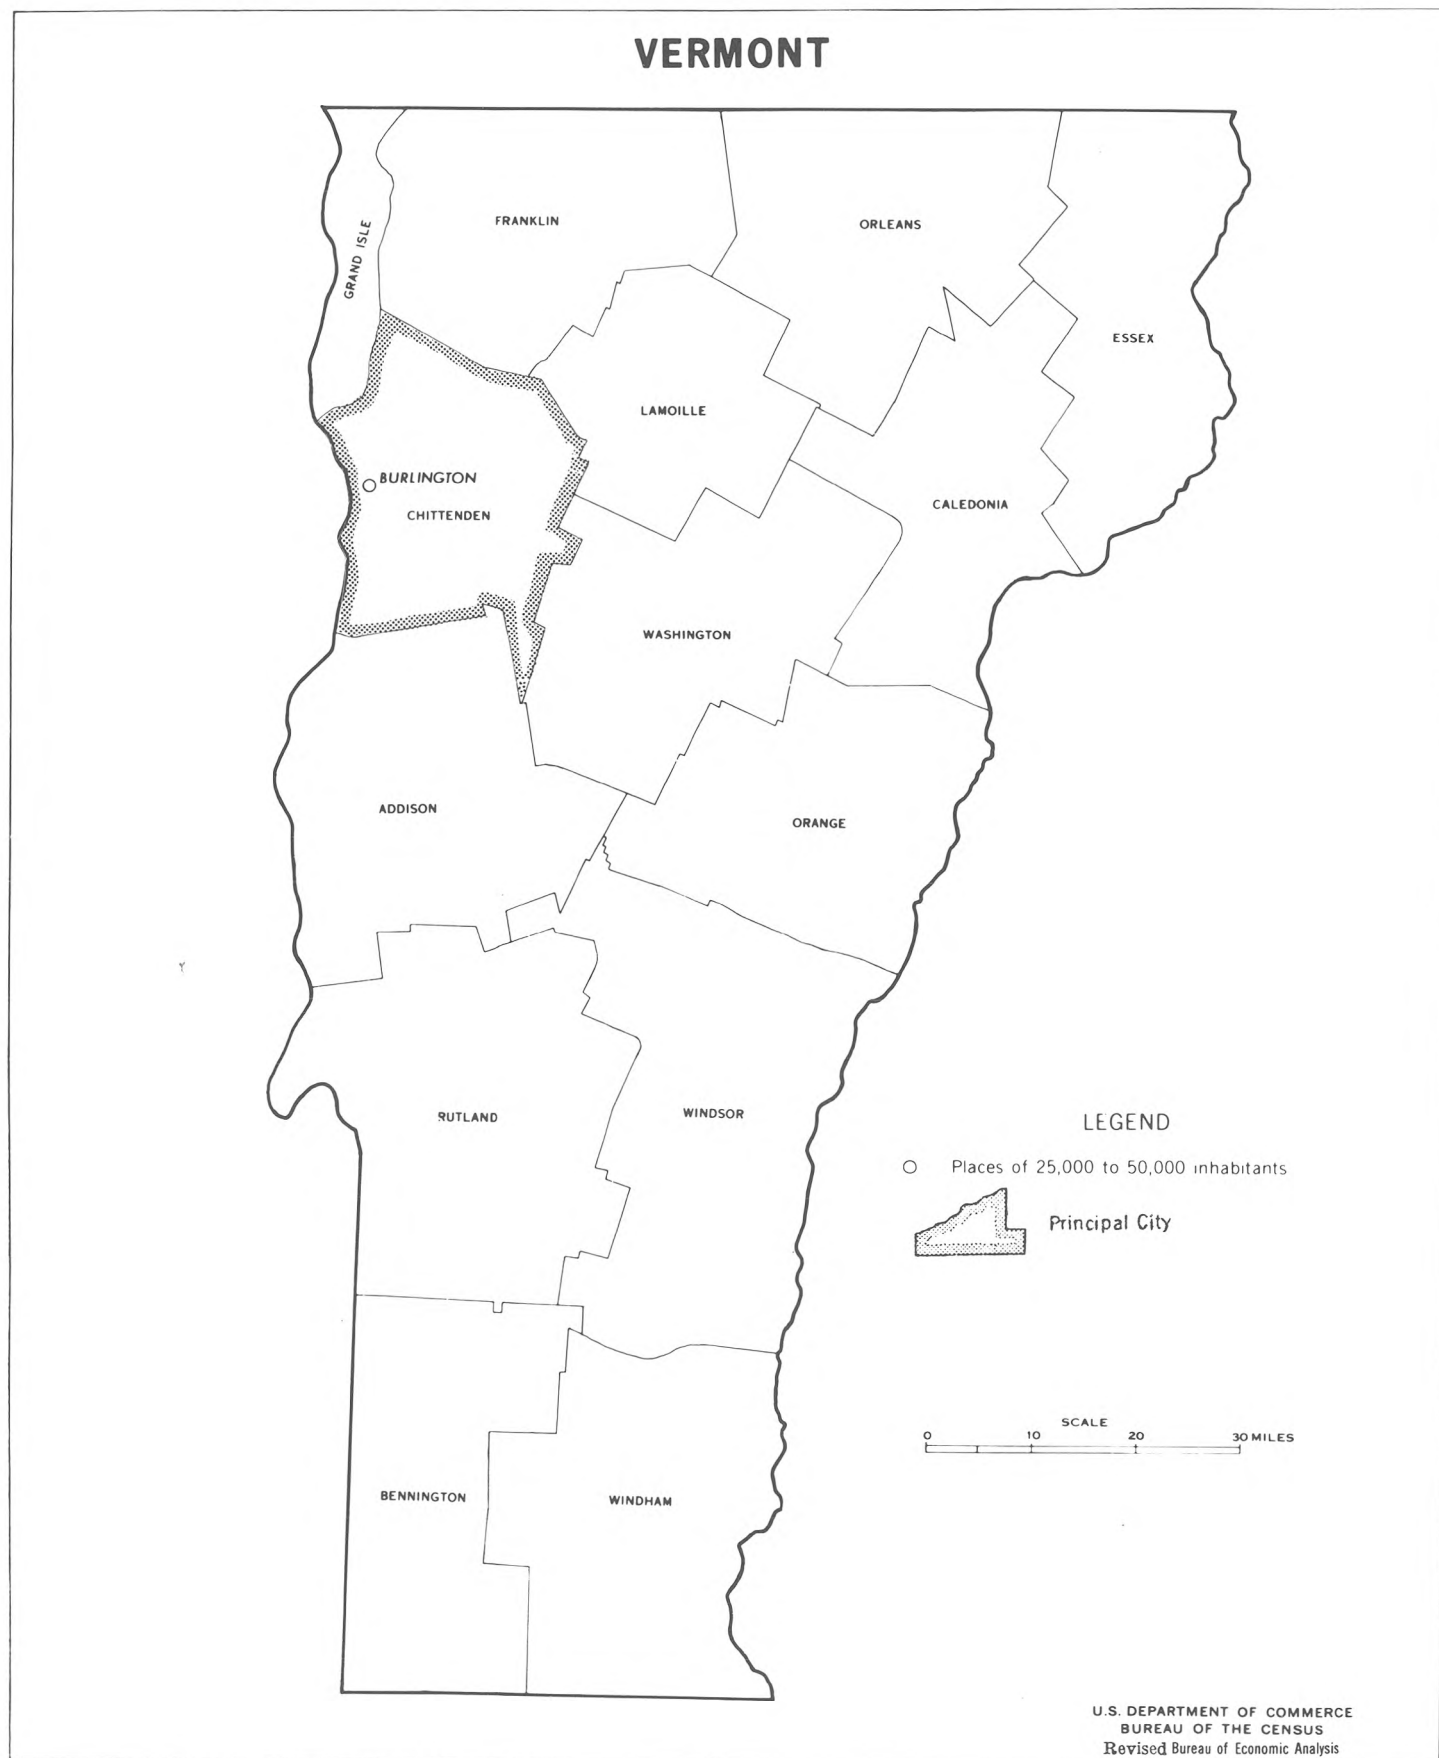 VERMONT
FRANKLIN
ORLEANS
GRAND ISLE
ESSEX
LAMOILLE
BURLINGTON
CHITTENDEN
CALEDONIA
WASHINGTON
ADDISON
ORANGE
RUTLAND
WINDSOR
LEGEND
Places of 25,000 to 50,000 inhabitants
Principal City
SCALE
0 10 20 30 MILES
BENNINGTON
WINDHAM
U.S. DEPARTMENT OF COMMERCE
BUREAU OF THE CENSUS
Revised Bureau of Economic Analysis